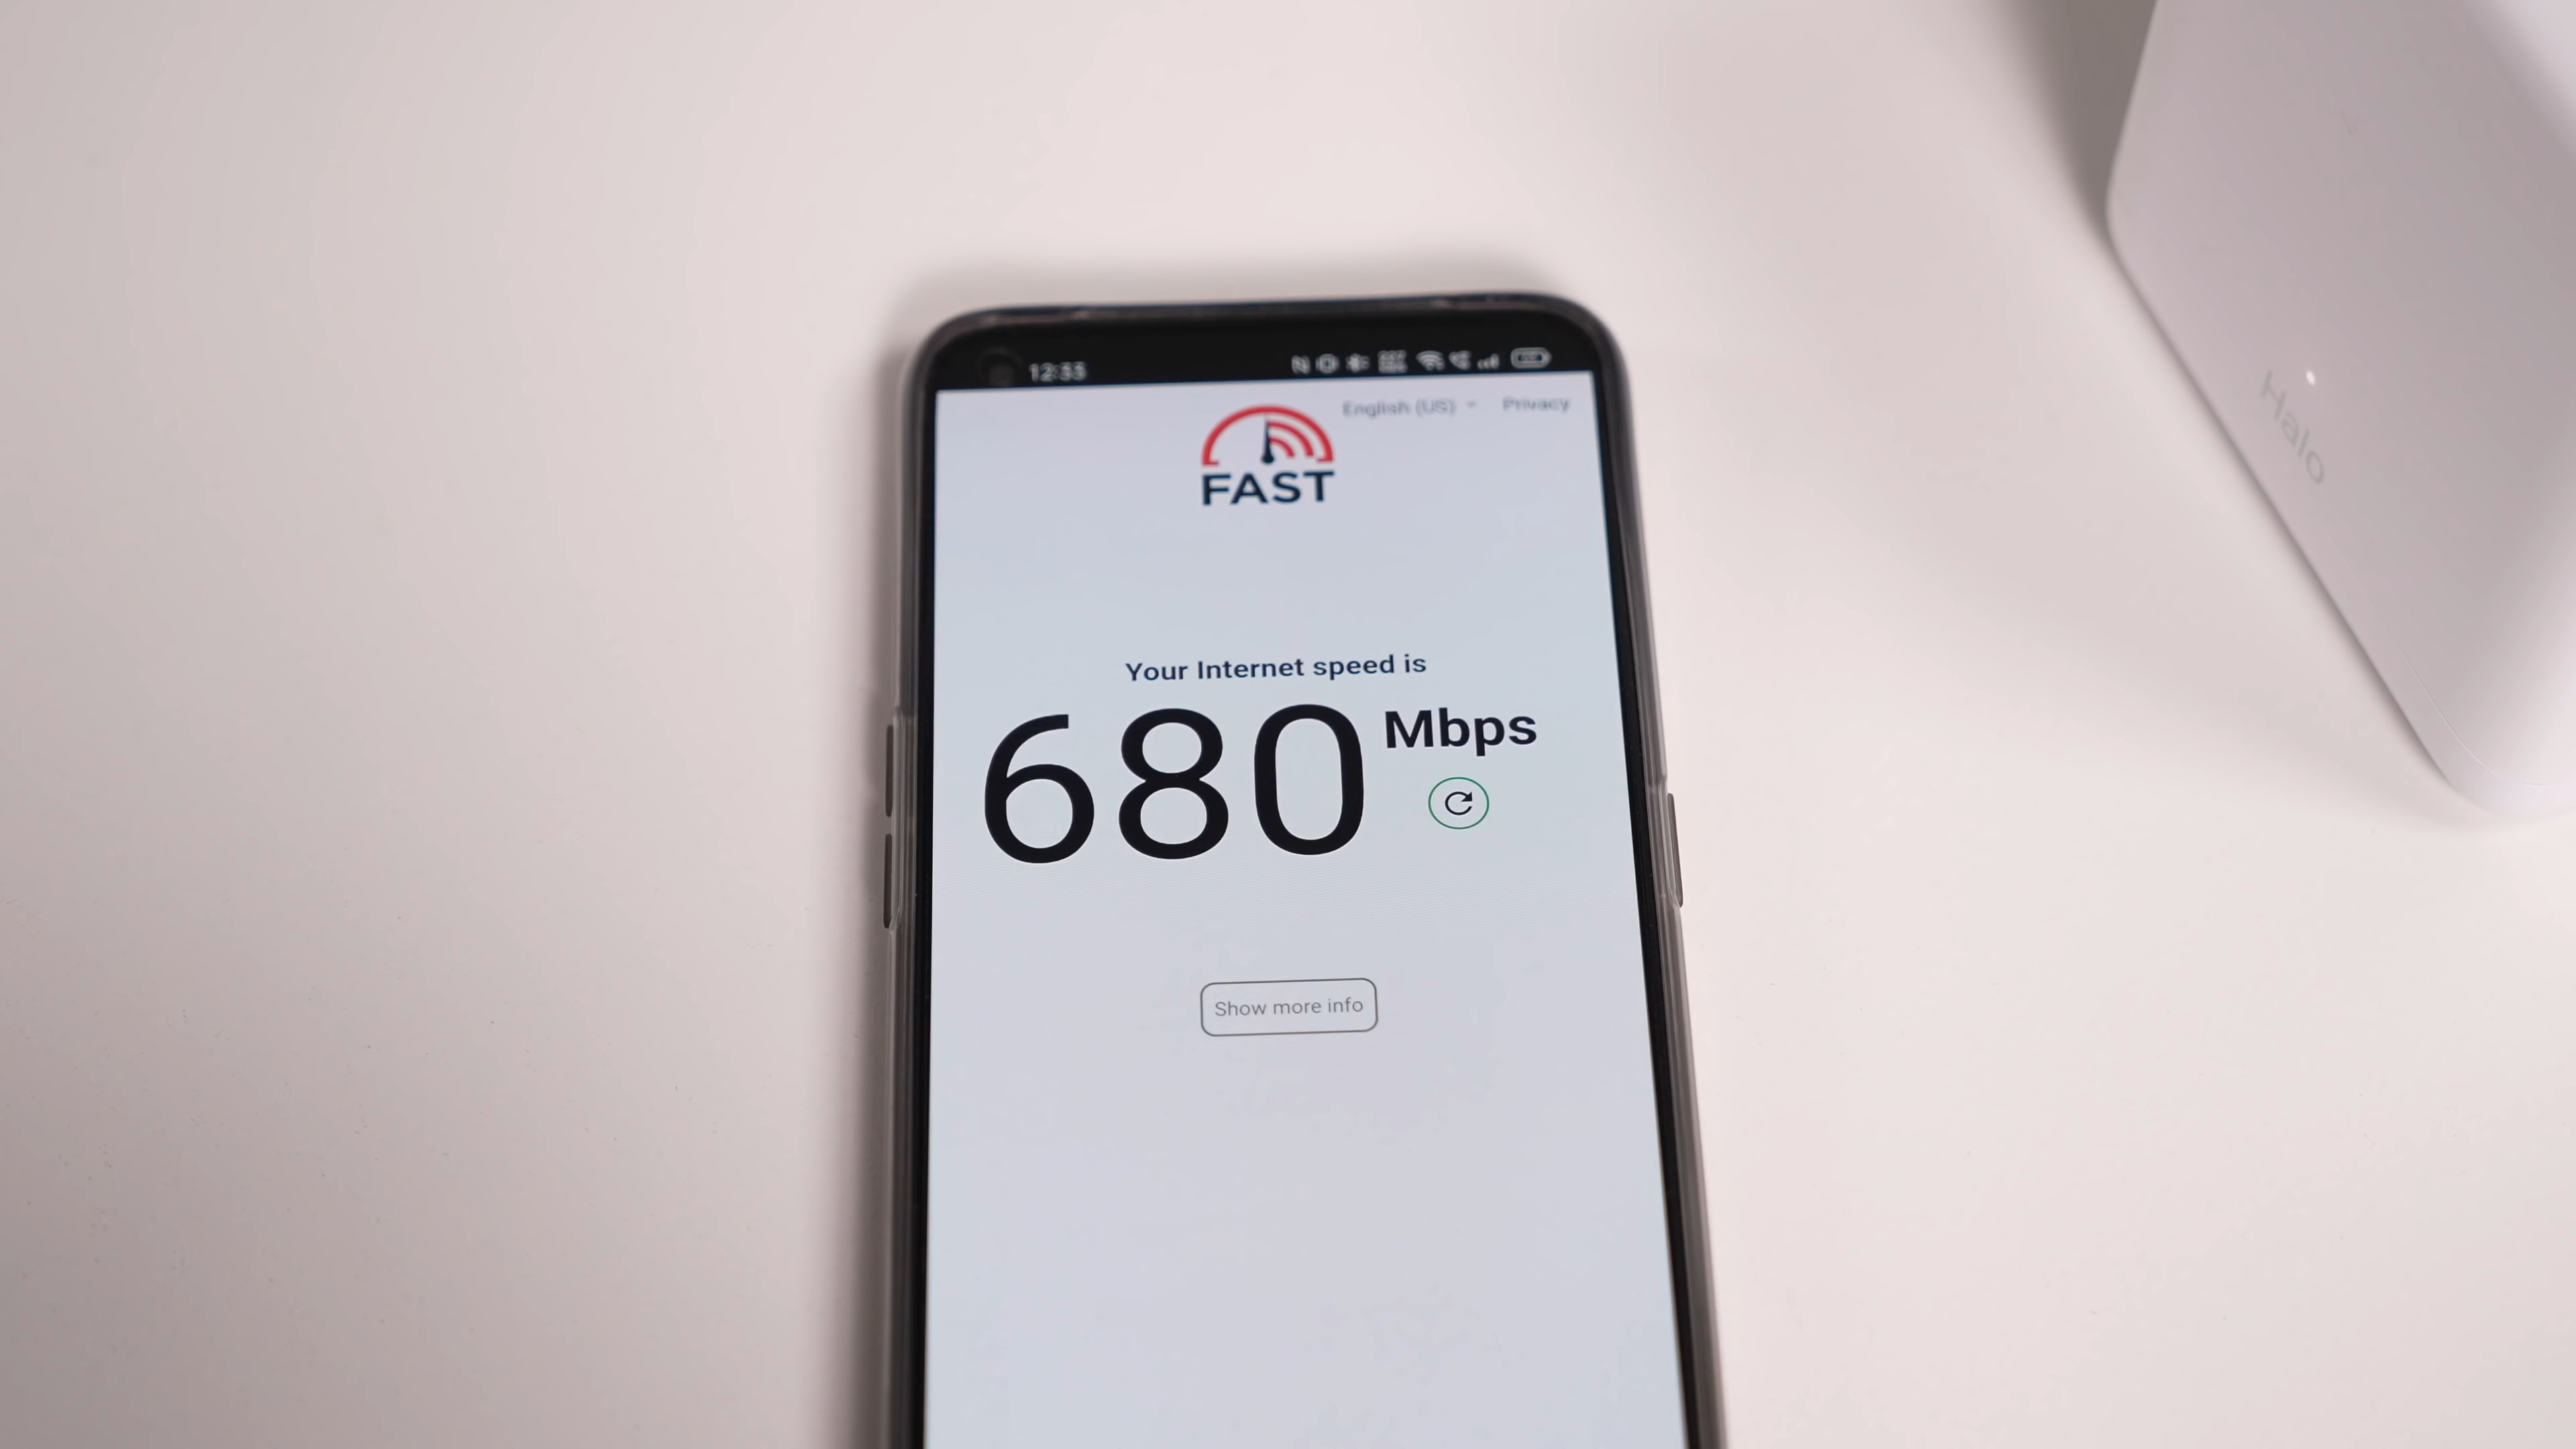 12:33
English (US) Privacy
FAST
Your Internet speed is
680 Mbps
Show more info
Halo